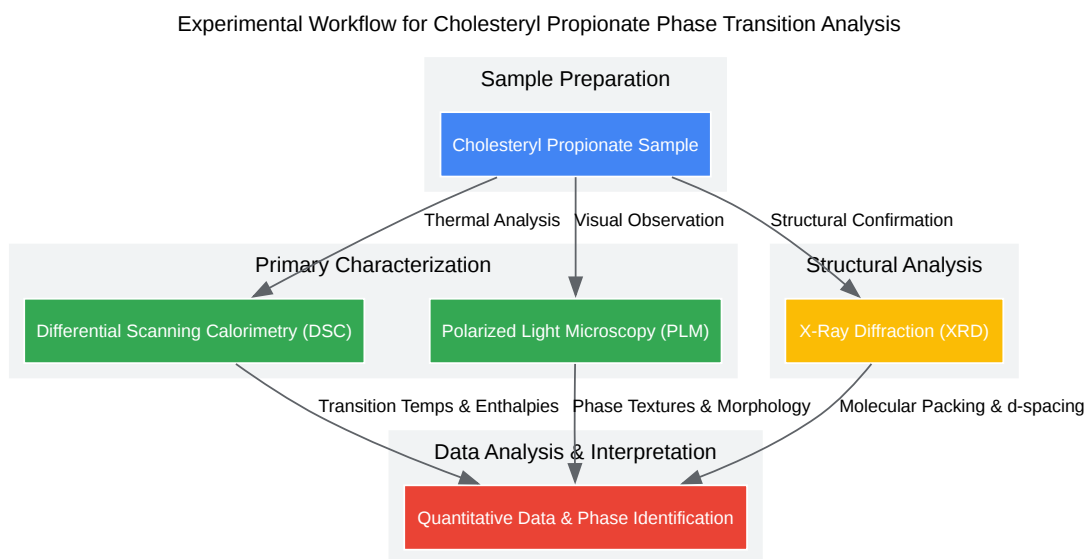 Experimental Workflow for Cholesteryl Propionate Phase Transition Analysis
Sample Preparation
Cholesteryl Propionate Sample
Thermal Analysis
Visual Observation
Structural Confirmation
Primary Characterization
Structural Analysis
Differential Scanning Calorimetry (DSC)
Polarized Light Microscopy (PLM)
X-Ray Diffraction (XRD)
Transition Temps & Enthalpies
Phase Textures & Morphology
Molecular Packing & d-spacing
Data Analysis & Interpretation
Quantitative Data & Phase Identification